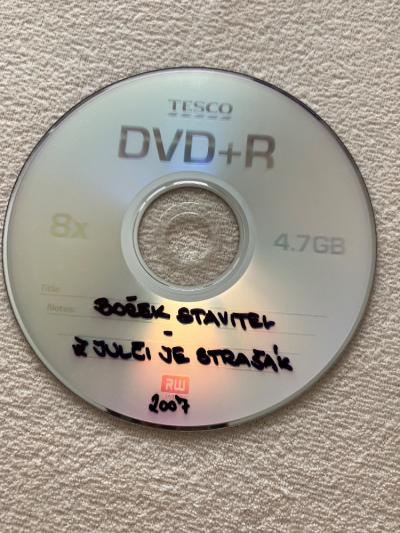 TESCO
DVD+R
8x
4.7GB
Title:
Notes:
BOŘEK STAVITEL
-
Z JULČI JE STRAŠÁK
RW
2007